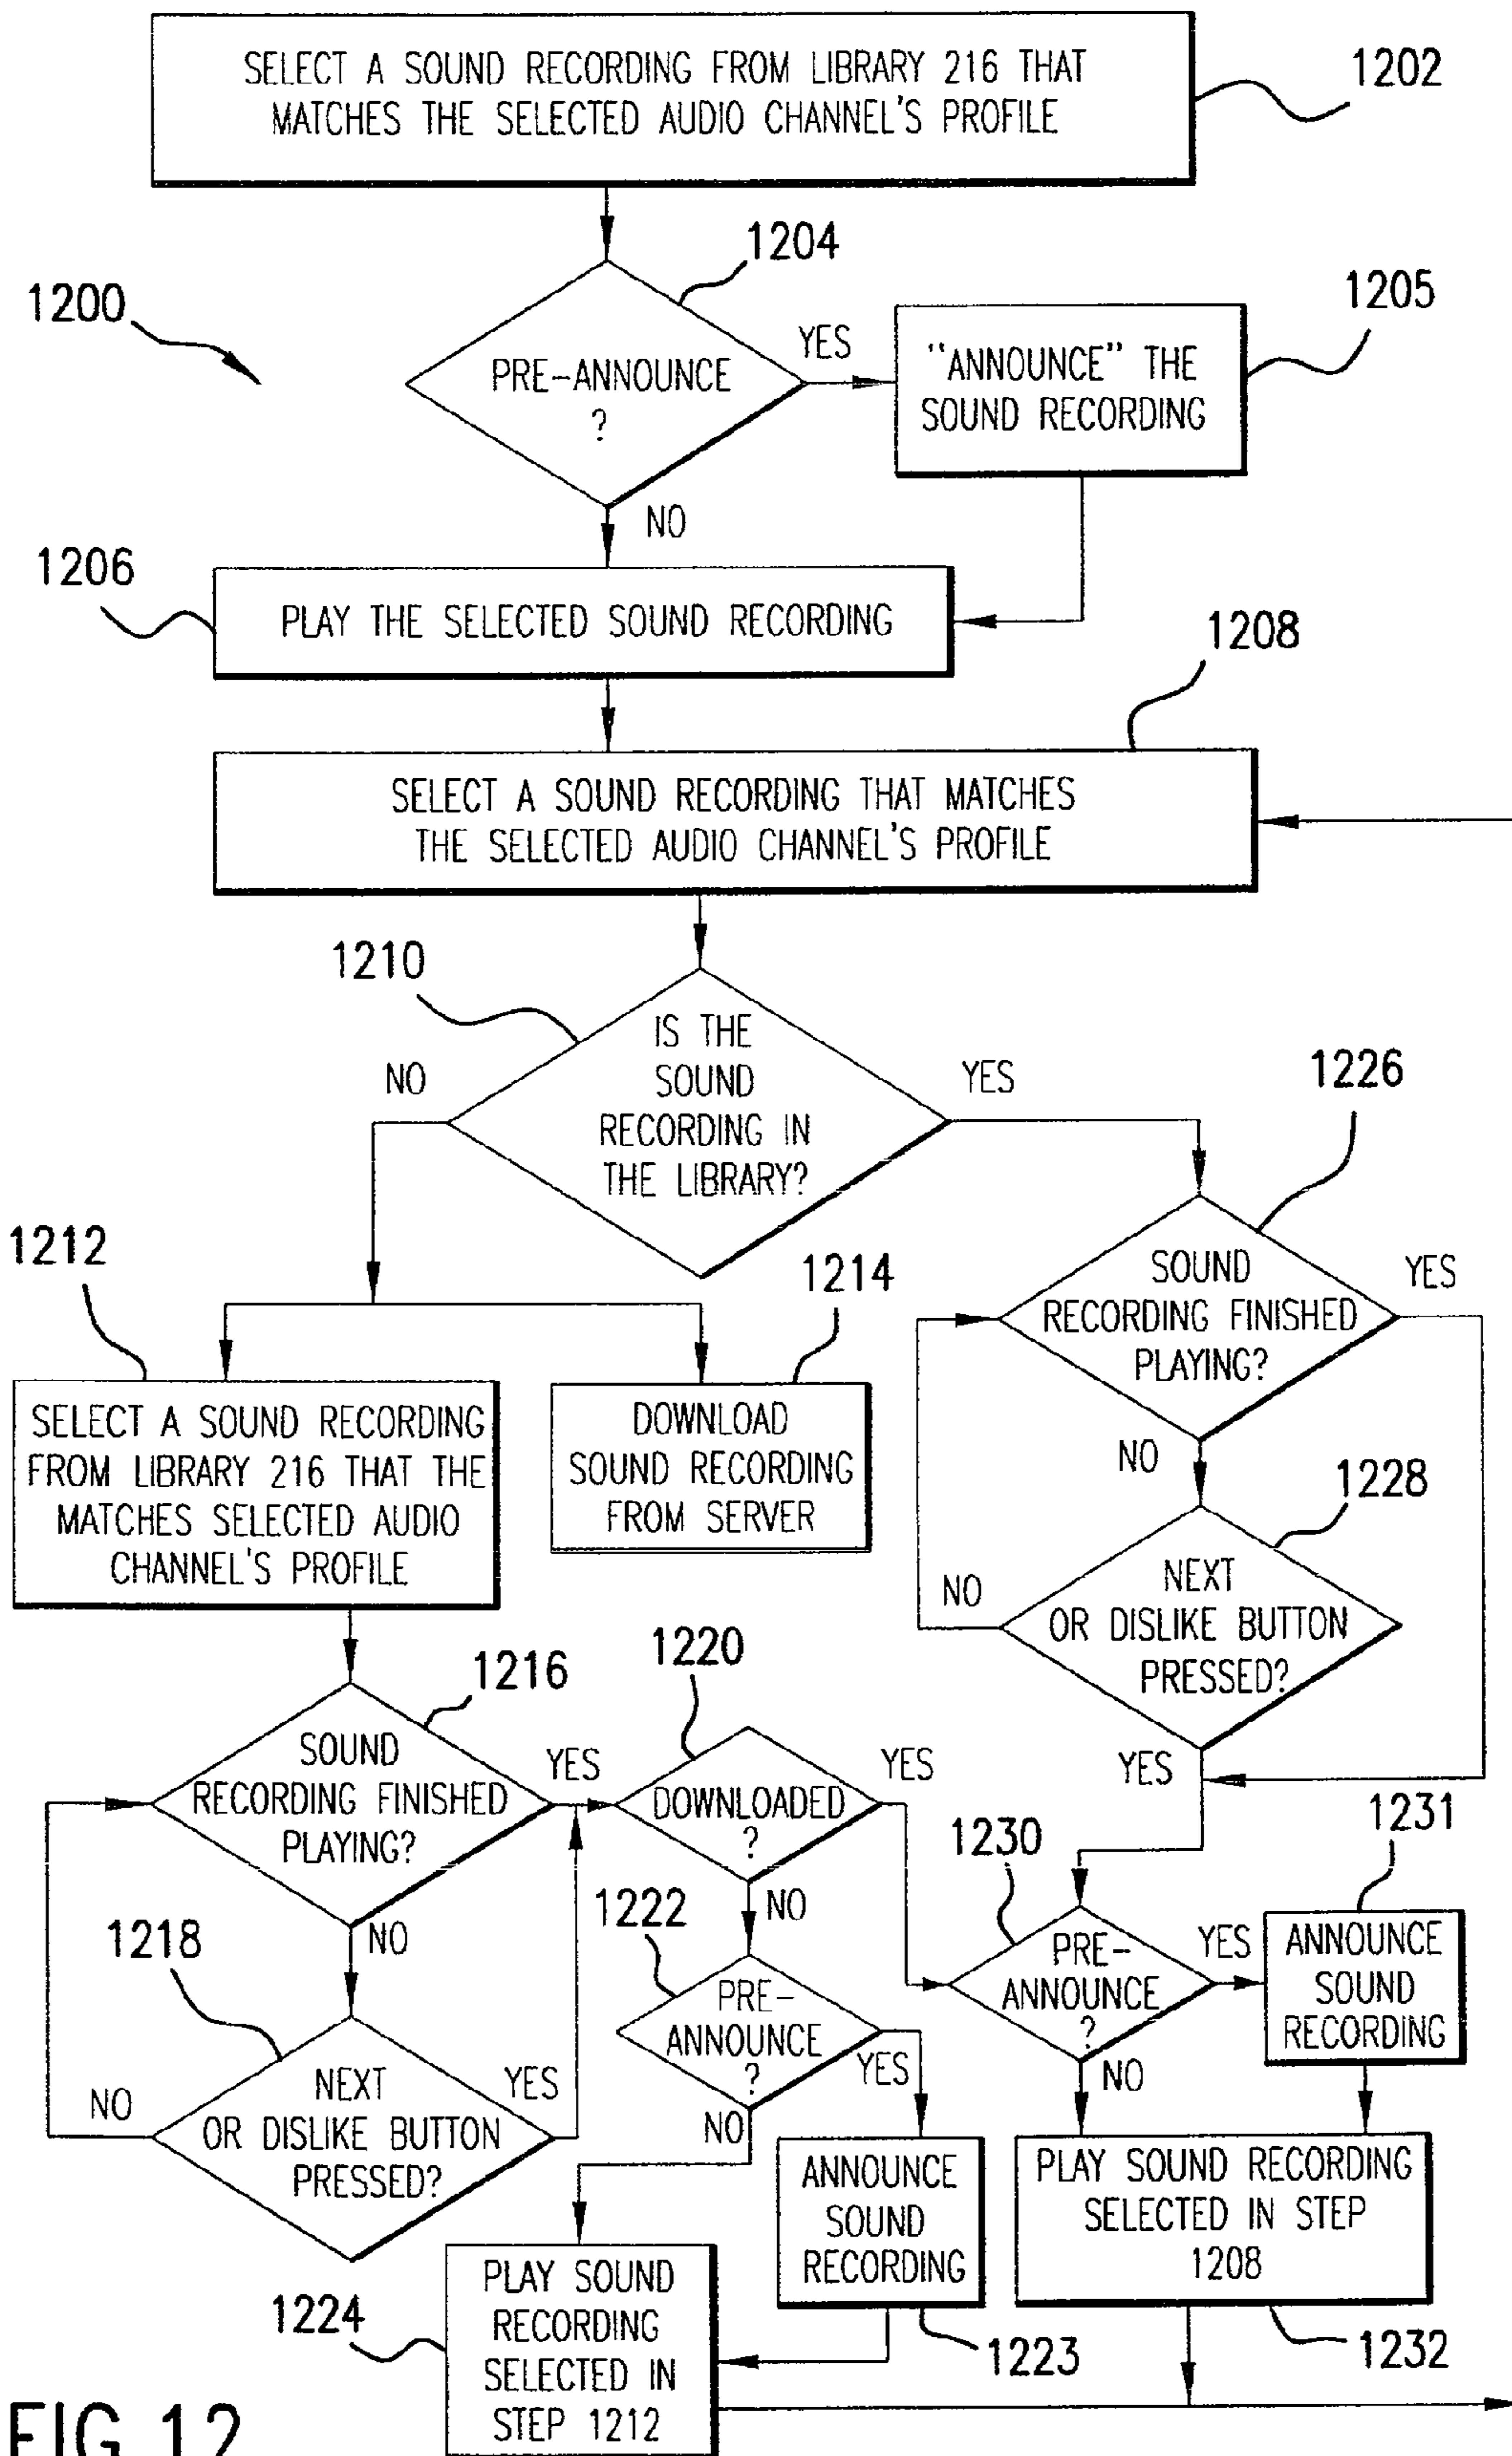 SELECT A SOUND RECORDING FROM LIBRARY 216 THAT
MATCHES THE SELECTED AUDIO CHANNEL'S PROFILE
1202
1204
1200
PRE-ANNOUNCE
?
YES
"ANNOUNCE" THE
SOUND RECORDING
1205
NO
1206
PLAY THE SELECTED SOUND RECORDING
1208
SELECT A SOUND RECORDING THAT MATCHES
THE SELECTED AUDIO CHANNEL'S PROFILE
1210
IS THE
SOUND
RECORDING IN
THE LIBRARY?
NO
YES
1226
1212
1214
SELECT A SOUND RECORDING
FROM LIBRARY 216 THAT THE
MATCHES SELECTED AUDIO
CHANNEL'S PROFILE
DOWNLOAD
SOUND RECORDING
FROM SERVER
SOUND
RECORDING FINISHED
PLAYING?
YES
NO
1228
NEXT
OR DISLIKE BUTTON
PRESSED?
NO
YES
1216
SOUND
RECORDING FINISHED
PLAYING?
YES
NO
1218
NEXT
OR DISLIKE BUTTON
PRESSED?
NO
YES
1220
DOWNLOADED
?
YES
NO
1222
PRE-
ANNOUNCE
?
YES
NO
ANNOUNCE
SOUND
RECORDING
1223
1224
PLAY SOUND
RECORDING
SELECTED IN
STEP 1212
1230
PRE-
ANNOUNCE
?
YES
NO
1231
ANNOUNCE
SOUND
RECORDING
PLAY SOUND RECORDING
SELECTED IN STEP
1208
1232
FIG.12